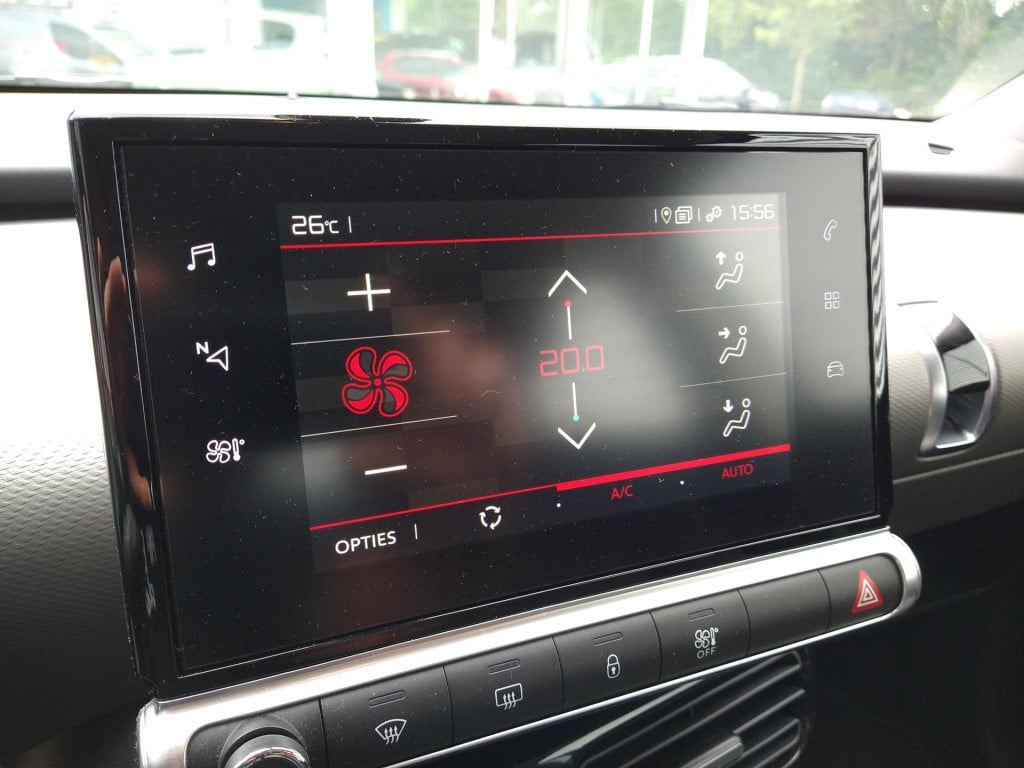 26°C
15:56
N
20.0
A/C
AUTO
OPTIES
OFF